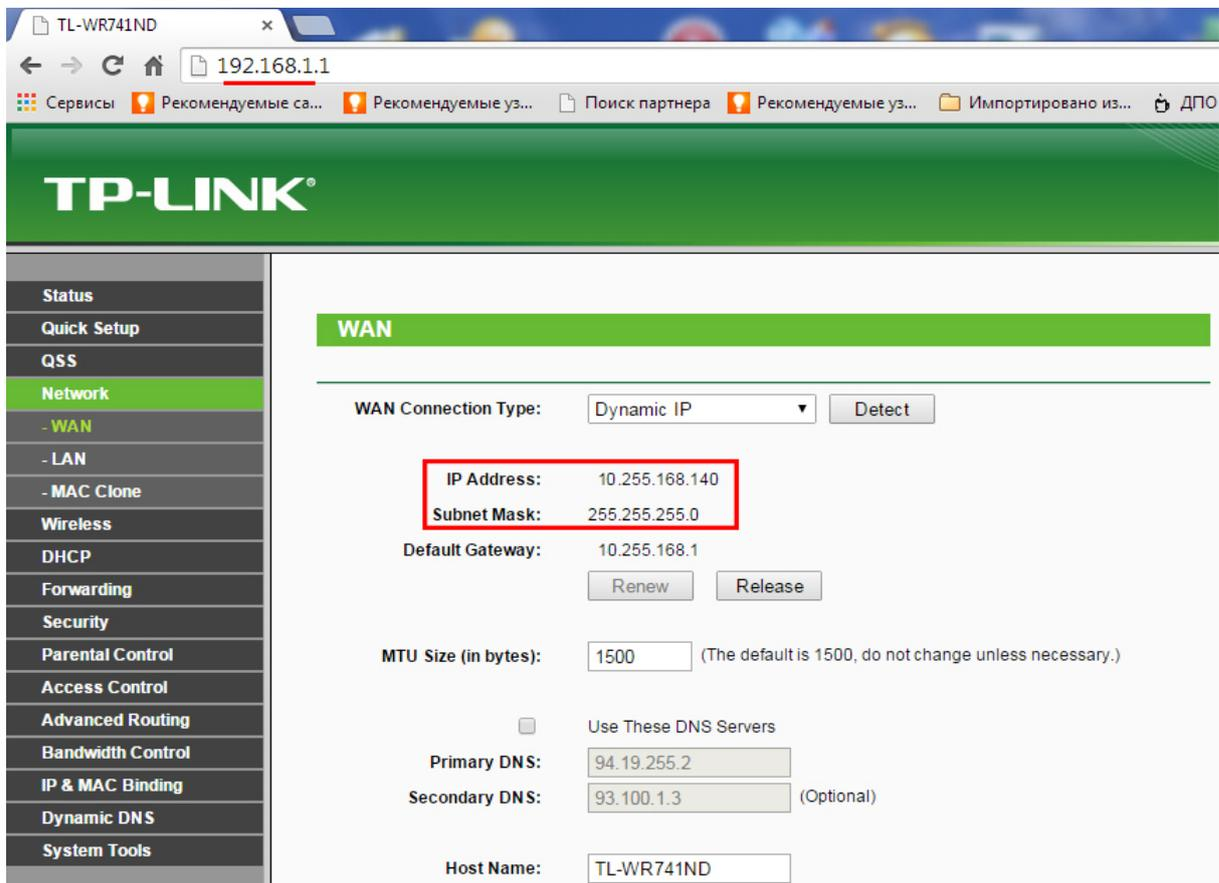 TL-WR741ND
192.168.1.1
Сервисы Рекомендуемые са... Рекомендуемые уз... Поиск партнера Рекомендуемые уз... Импортировано из... ДПО
TP-LINK®
Status
Quick Setup
QSS
Network
- WAN
- LAN
- MAC Clone
Wireless
DHCP
Forwarding
Security
Parental Control
Access Control
Advanced Routing
Bandwidth Control
IP & MAC Binding
Dynamic DNS
System Tools
WAN
WAN Connection Type: Dynamic IP Detect
IP Address: 10.255.168.140
Subnet Mask: 255.255.255.0
Default Gateway: 10.255.168.1
Renew Release
MTU Size (in bytes): 1500 (The default is 1500, do not change unless necessary.)
Use These DNS Servers
Primary DNS: 94.19.255.2
Secondary DNS: 93.100.1.3 (Optional)
Host Name: TL-WR741ND